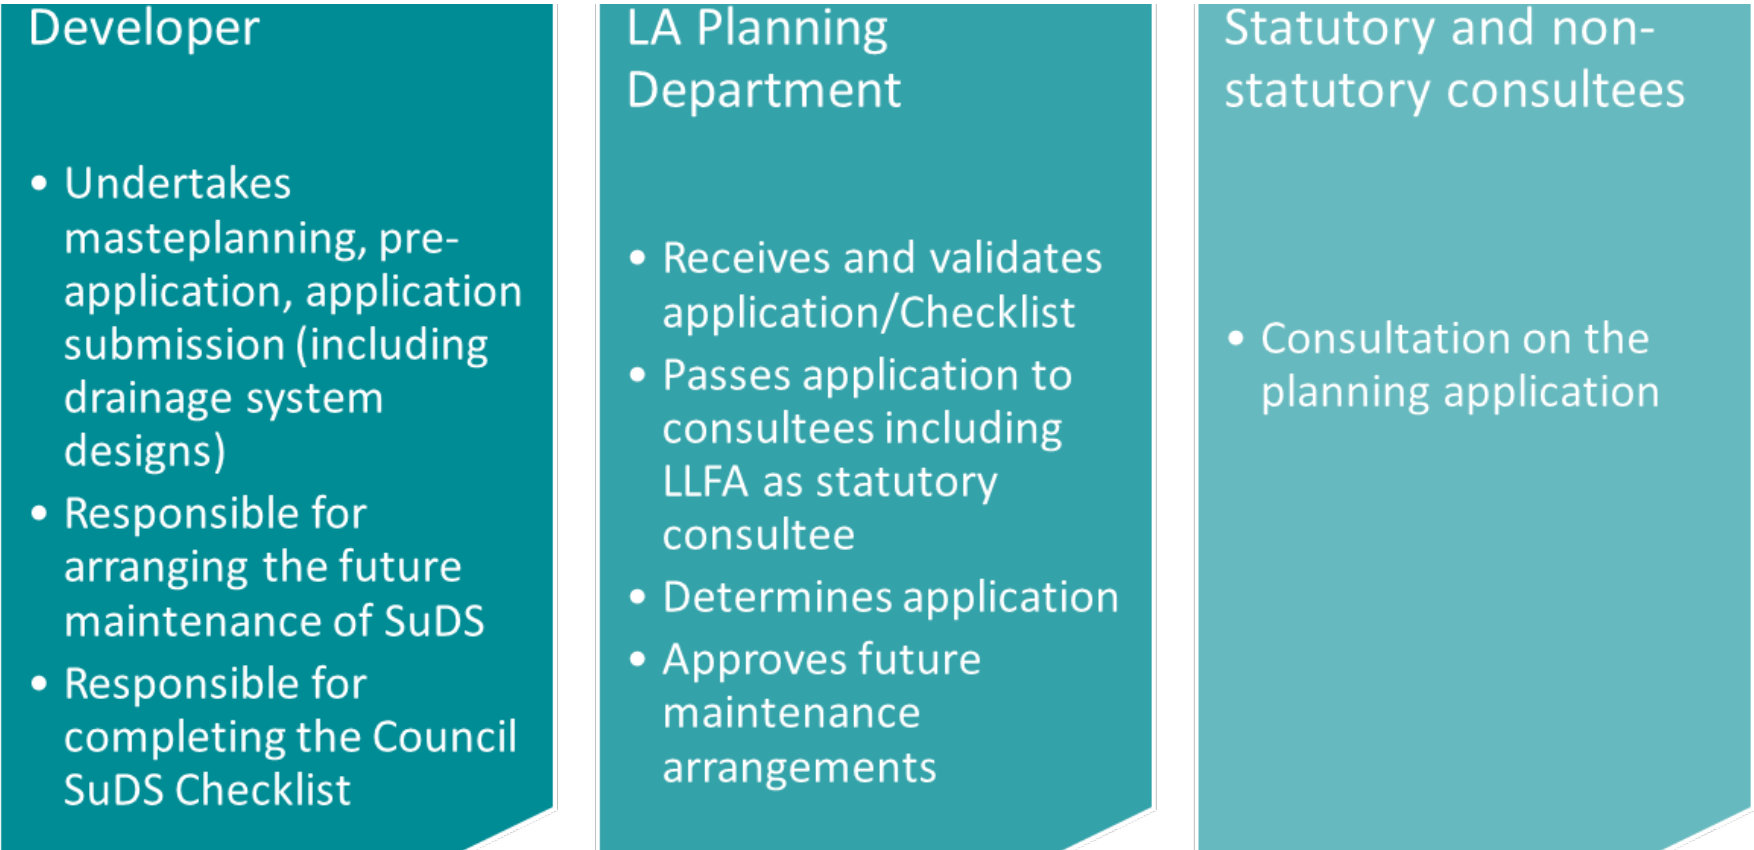 Developer
• Undertakes
masteplanning, pre-
application, application
submission (including
drainage system
designs)
• Responsible for
arranging the future
maintenance of SuDS
• Responsible for
completing the Council
SuDS Checklist
LA Planning
Department
• Receives and validates
application/Checklist
• Passes application to
consultees including
LLFA as statutory
consultee
• Determines application
• Approves future
maintenance
arrangements
Statutory and non-
statutory consultees
• Consultation on the
planning application